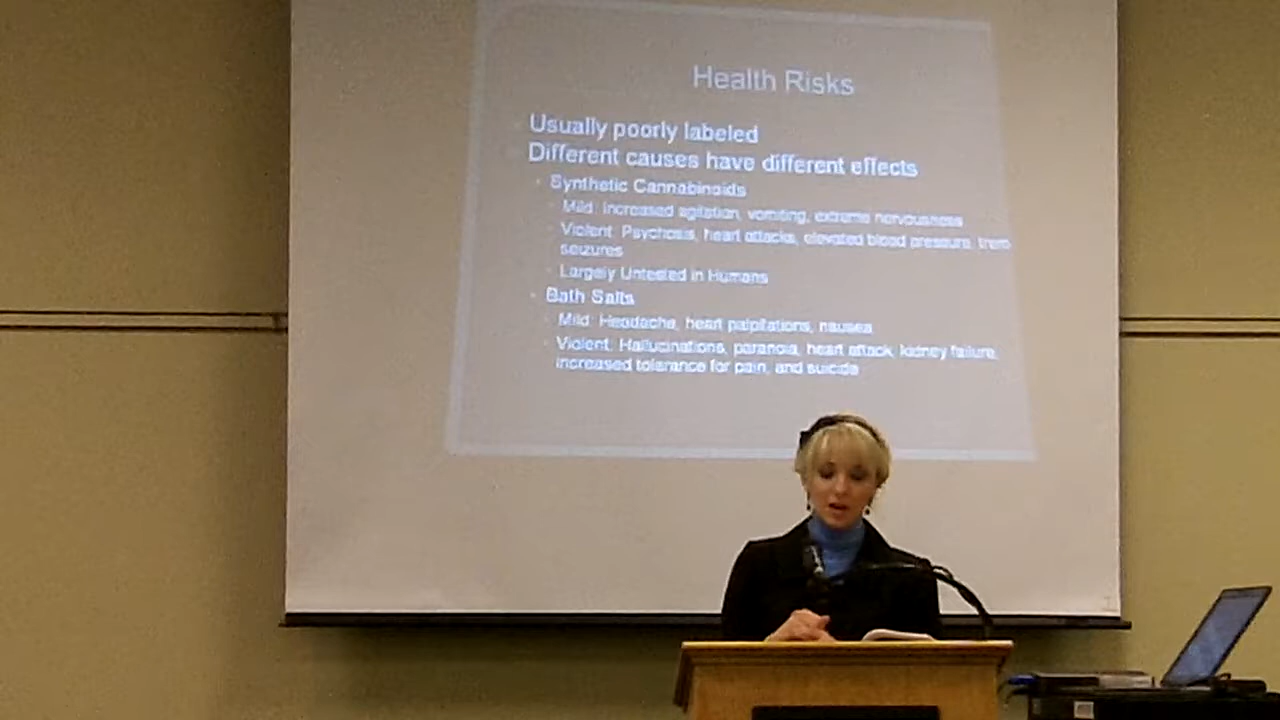 Health Risks
Usually poorly labeled
Different causes have different effects
Synthetic Cannabinoids
Mild: Increased agitation, vomiting, extreme nervousness
Violent: Psychosis, heart attacks, elevated blood pressure,
seizures
Largely Untested in Humans
Bath Salts
Mild: Headache, heart palpitations, nausea
Violent: Hallucinations, paranoia, heart attack, kidney failure,
increased tolerance for pain, and suicide